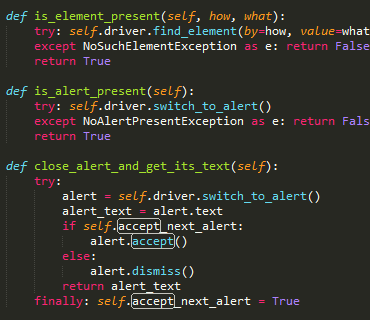 def is_element_present(self, how, what):
    try: self.driver.find_element(by=how, value=what
    except NoSuchElementException as e: return False
    return True

def is_alert_present(self):
    try: self.driver.switch_to_alert()
    except NoAlertPresentException as e: return Fals
    return True

def close_alert_and_get_its_text(self):
    try:
        alert = self.driver.switch_to_alert()
        alert_text = alert.text
        if self.accept_next_alert:
            alert.accept()
        else:
            alert.dismiss()
        return alert_text
    finally: self.accept_next_alert = True